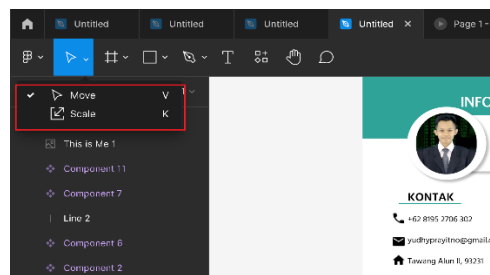 Untitled
Untitled
Untitled
Untitled
Page 1 -
Move V
Scale K
This is Me 1
Component 11
Component 7
Line 2
Component 6
Component 2
INFO
KONTAK
+62 8195 2706 302
yudhyprayitno@gmail.
Tawang Alun II, 93231